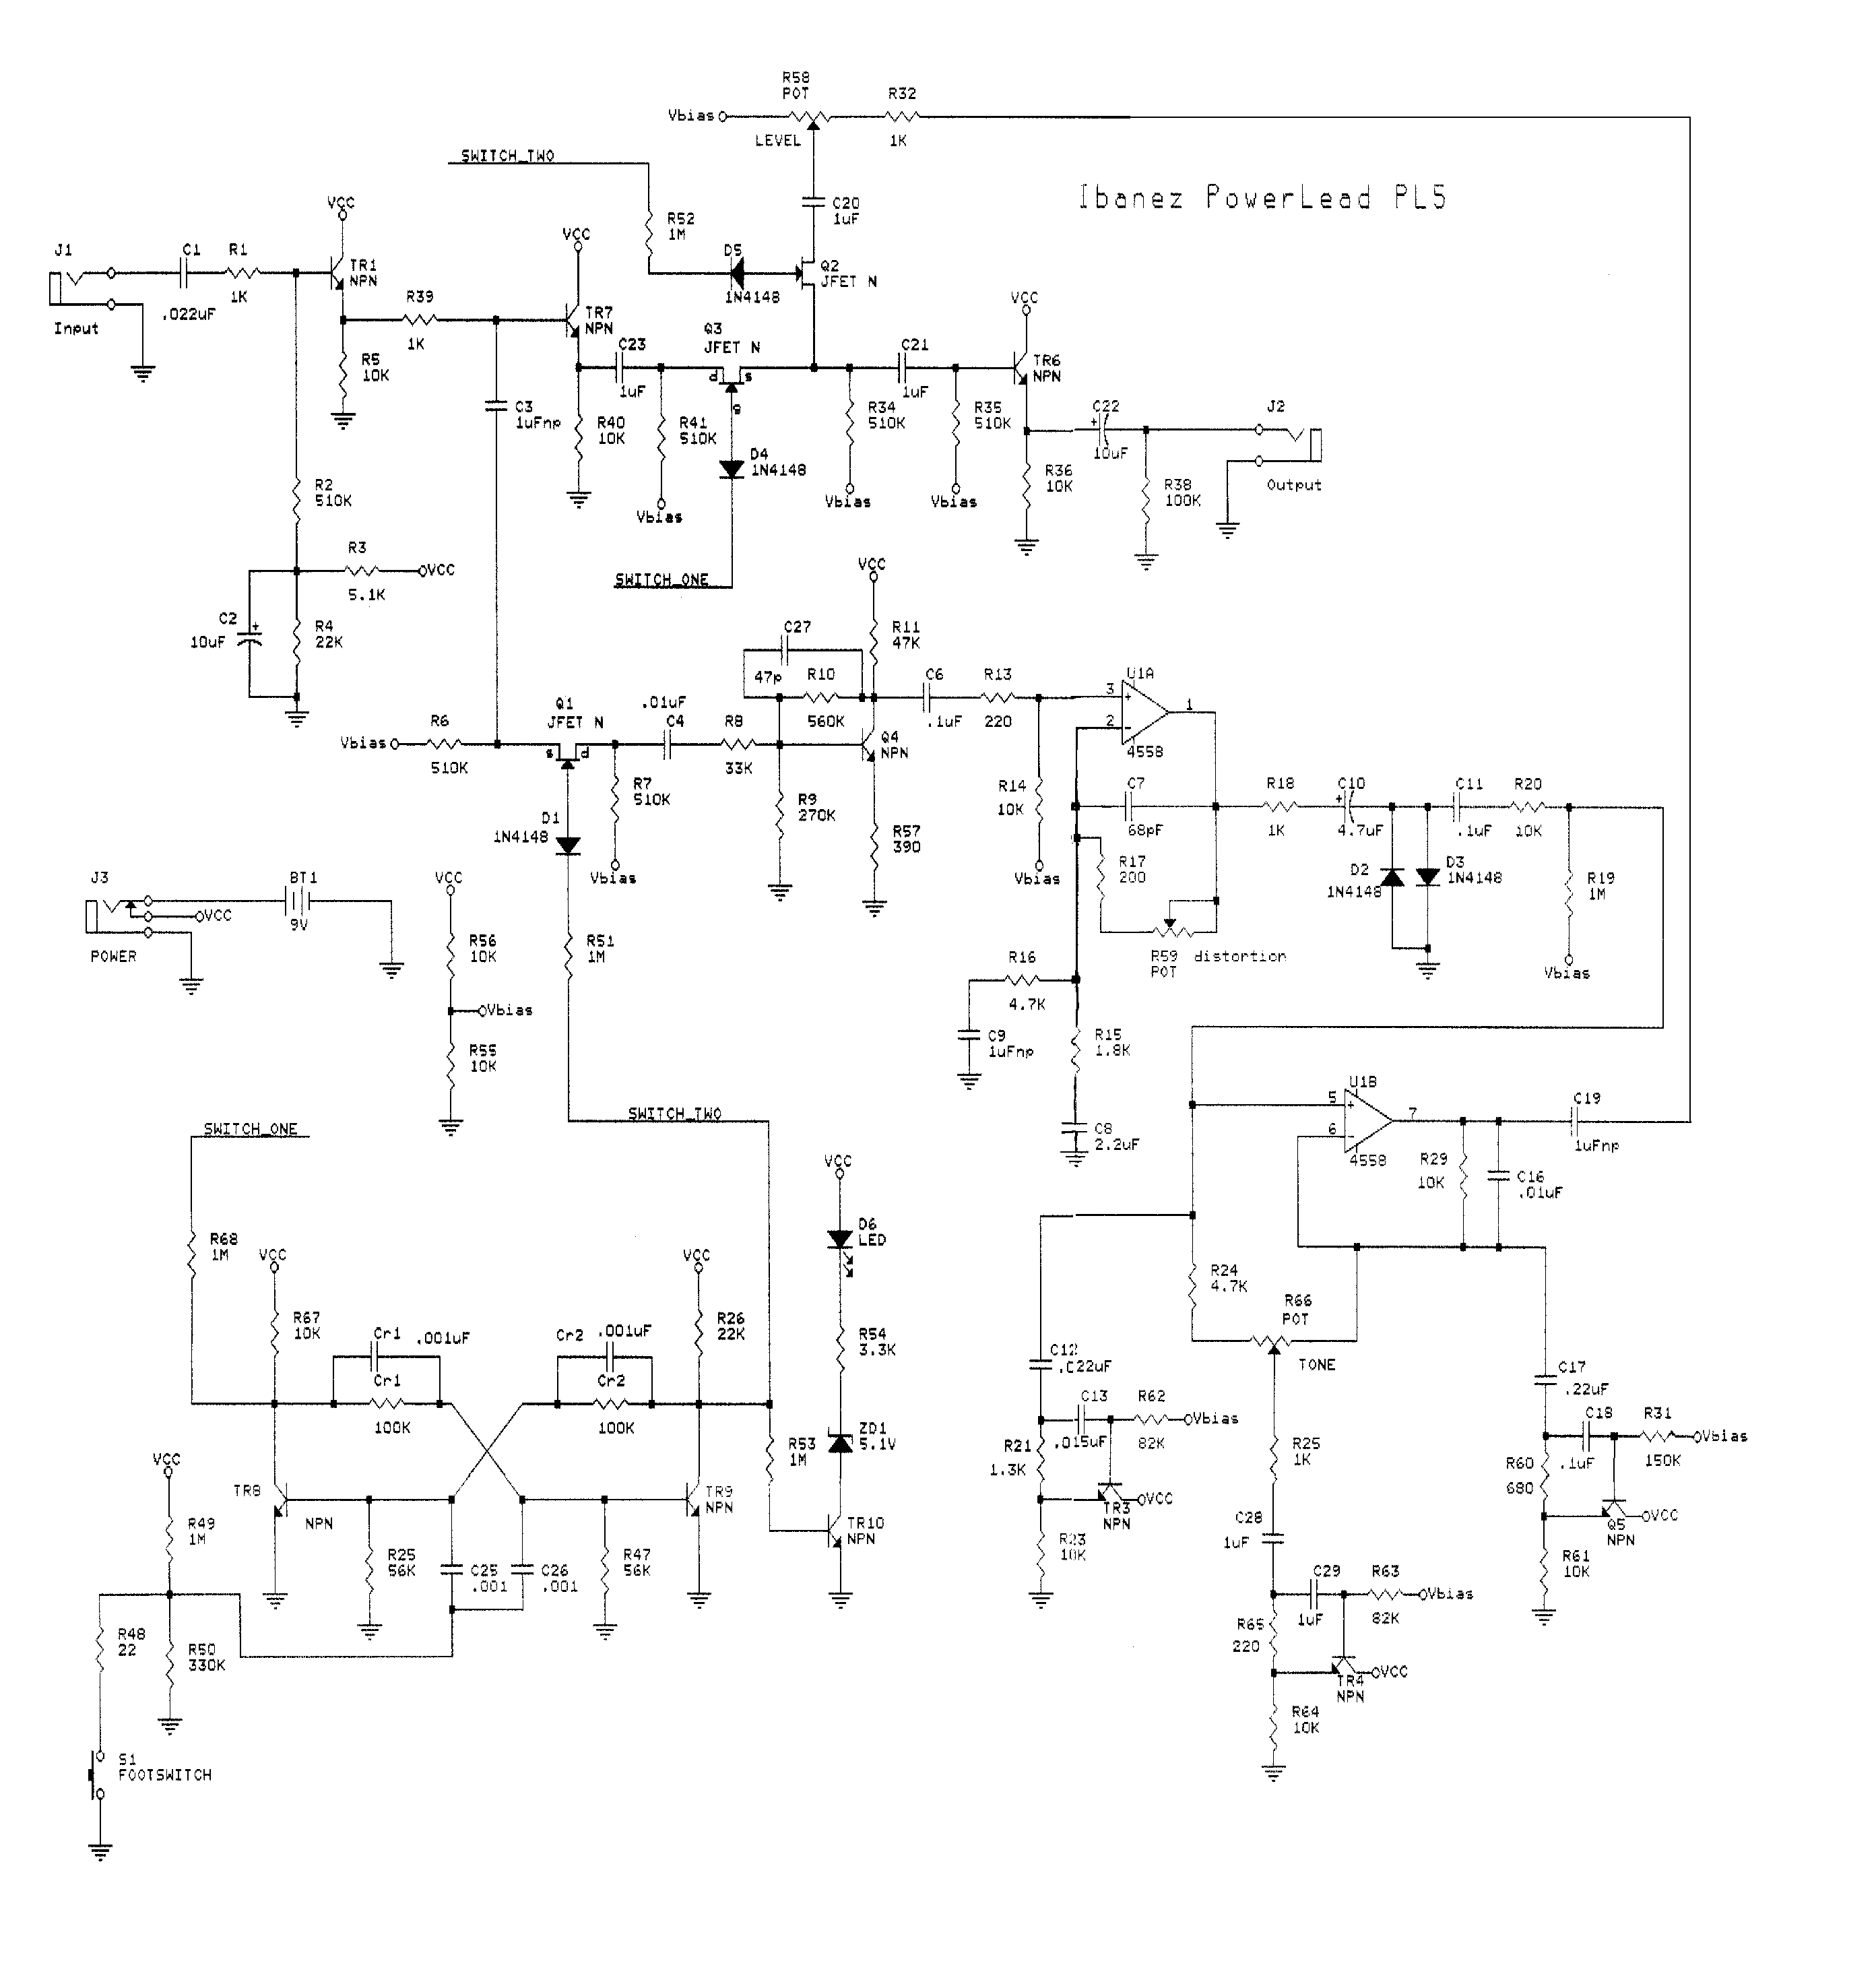 R58
POT
R32
Vbias
LEVEL
1K
SWITCH_TWO
Ibanez PowerLead PL5
VCC
R52
1M
C20
1uF
J1
C1
R1
VCC
D5
TR1
NPN
Q2
JFET N
1K
.022uF
1N4148
VCC
Input
R39
TR7
NPN
Q3
JFET N
1K
C23
C21
R5
10K
TR6
NPN
d
s
1uF
1uF
C3
1uFnp
g
R34
510K
R35
510K
C22
J2
R40
10K
R41
510K
+
10uF
D4
1N4148
R36
10K
R2
510K
R38
100K
Output
Vbias
Vbias
Vbias
R3
VCC
VCC
SWITCH_ONE
5.1K
C2
10uF
+
R4
22K
C27
R11
47K
47p
R10
C6
R13
U1A
3
+
1
2
-
4558
Q1
JFET N
.01uF
C4
R8
560K
.1uF
220
R6
Vbias
s
d
Q4
NPN
510K
33K
R7
510K
R14
10K
C7
R18
C10
C11
R20
R9
270K
+
D1
1N4148
68pF
1K
4.7uF
.1uF
10K
R57
390
R17
200
D2
1N4148
D3
1N4148
R19
1M
Vbias
Vbias
J3
BT1
VCC
VCC
9V
POWER
R56
10K
R51
1M
R16
R59
POT
distortion
Vbias
4.7K
Vbias
R55
10K
C9
1uFnp
R15
1.8K
U1B
SWITCH_TWO
5
+
7
C19
6
-
SWITCH_ONE
C8
2.2uF
4558
1uFnp
VCC
R29
10K
C16
.01uF
R68
1M
D6
LED
VCC
VCC
R24
4.7K
R66
POT
R67
10K
Cr1
.001uF
Cr2
.001uF
R26
22K
R54
3.3K
C12
.022uF
TONE
C17
.22uF
Cr1
Cr2
C13
R62
Vbias
100K
100K
ZD1
5.1V
R53
1M
C18
R31
Vbias
R21
1.3K
.015uF
82K
R25
1K
VCC
R60
680
.1uF
150K
TR8
NPN
TR9
NPN
TR3
NPN
VCC
VCC
R49
1M
TR10
NPN
Q5
NPN
C28
1uF
R23
10K
R25
56K
C25
.001
C26
.001
R47
56K
R61
10K
C29
R63
Vbias
R48
22
R50
330K
R65
220
1uF
82K
TR4
NPN
VCC
R64
10K
S1
FOOTSWITCH